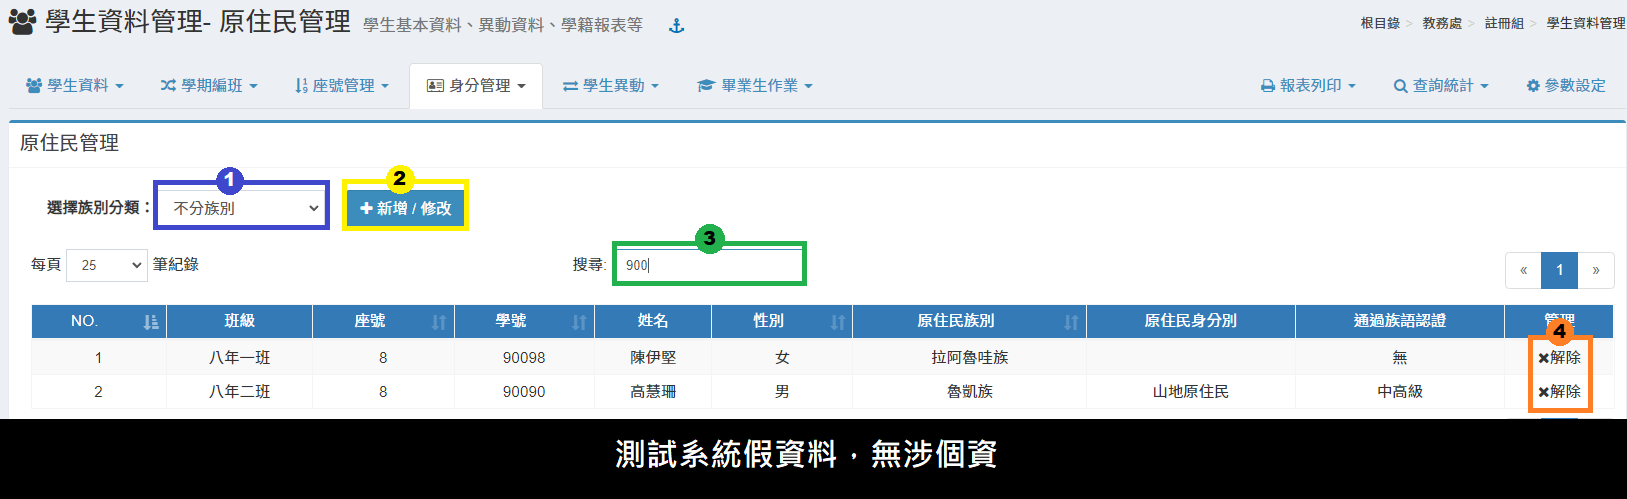 學生資料管理- 原住民管理 學生基本資料、異動資料、學籍報表等 根目錄 > 教務處 > 註冊組 > 學生資料管理
學生資料 學期編班 座號管理 身分管理 學生異動 畢業生作業 報表列印 查詢統計 參數設定
原住民管理
1 2
選擇族別分類： 不分族別 新增 / 修改
3
每頁 25 筆紀錄 搜尋: 900 « 1 »
NO. 班級 座號 學號 姓名 性別 原住民族別 原住民身分別 通過族語認證
4
1 八年一班 8 90098 陳伊堅 女 拉阿魯哇族 無 ✖解除
2 八年二班 8 90090 高慧珊 男 魯凱族 山地原住民 中高級 ✖解除
測試系統假資料，無涉個資